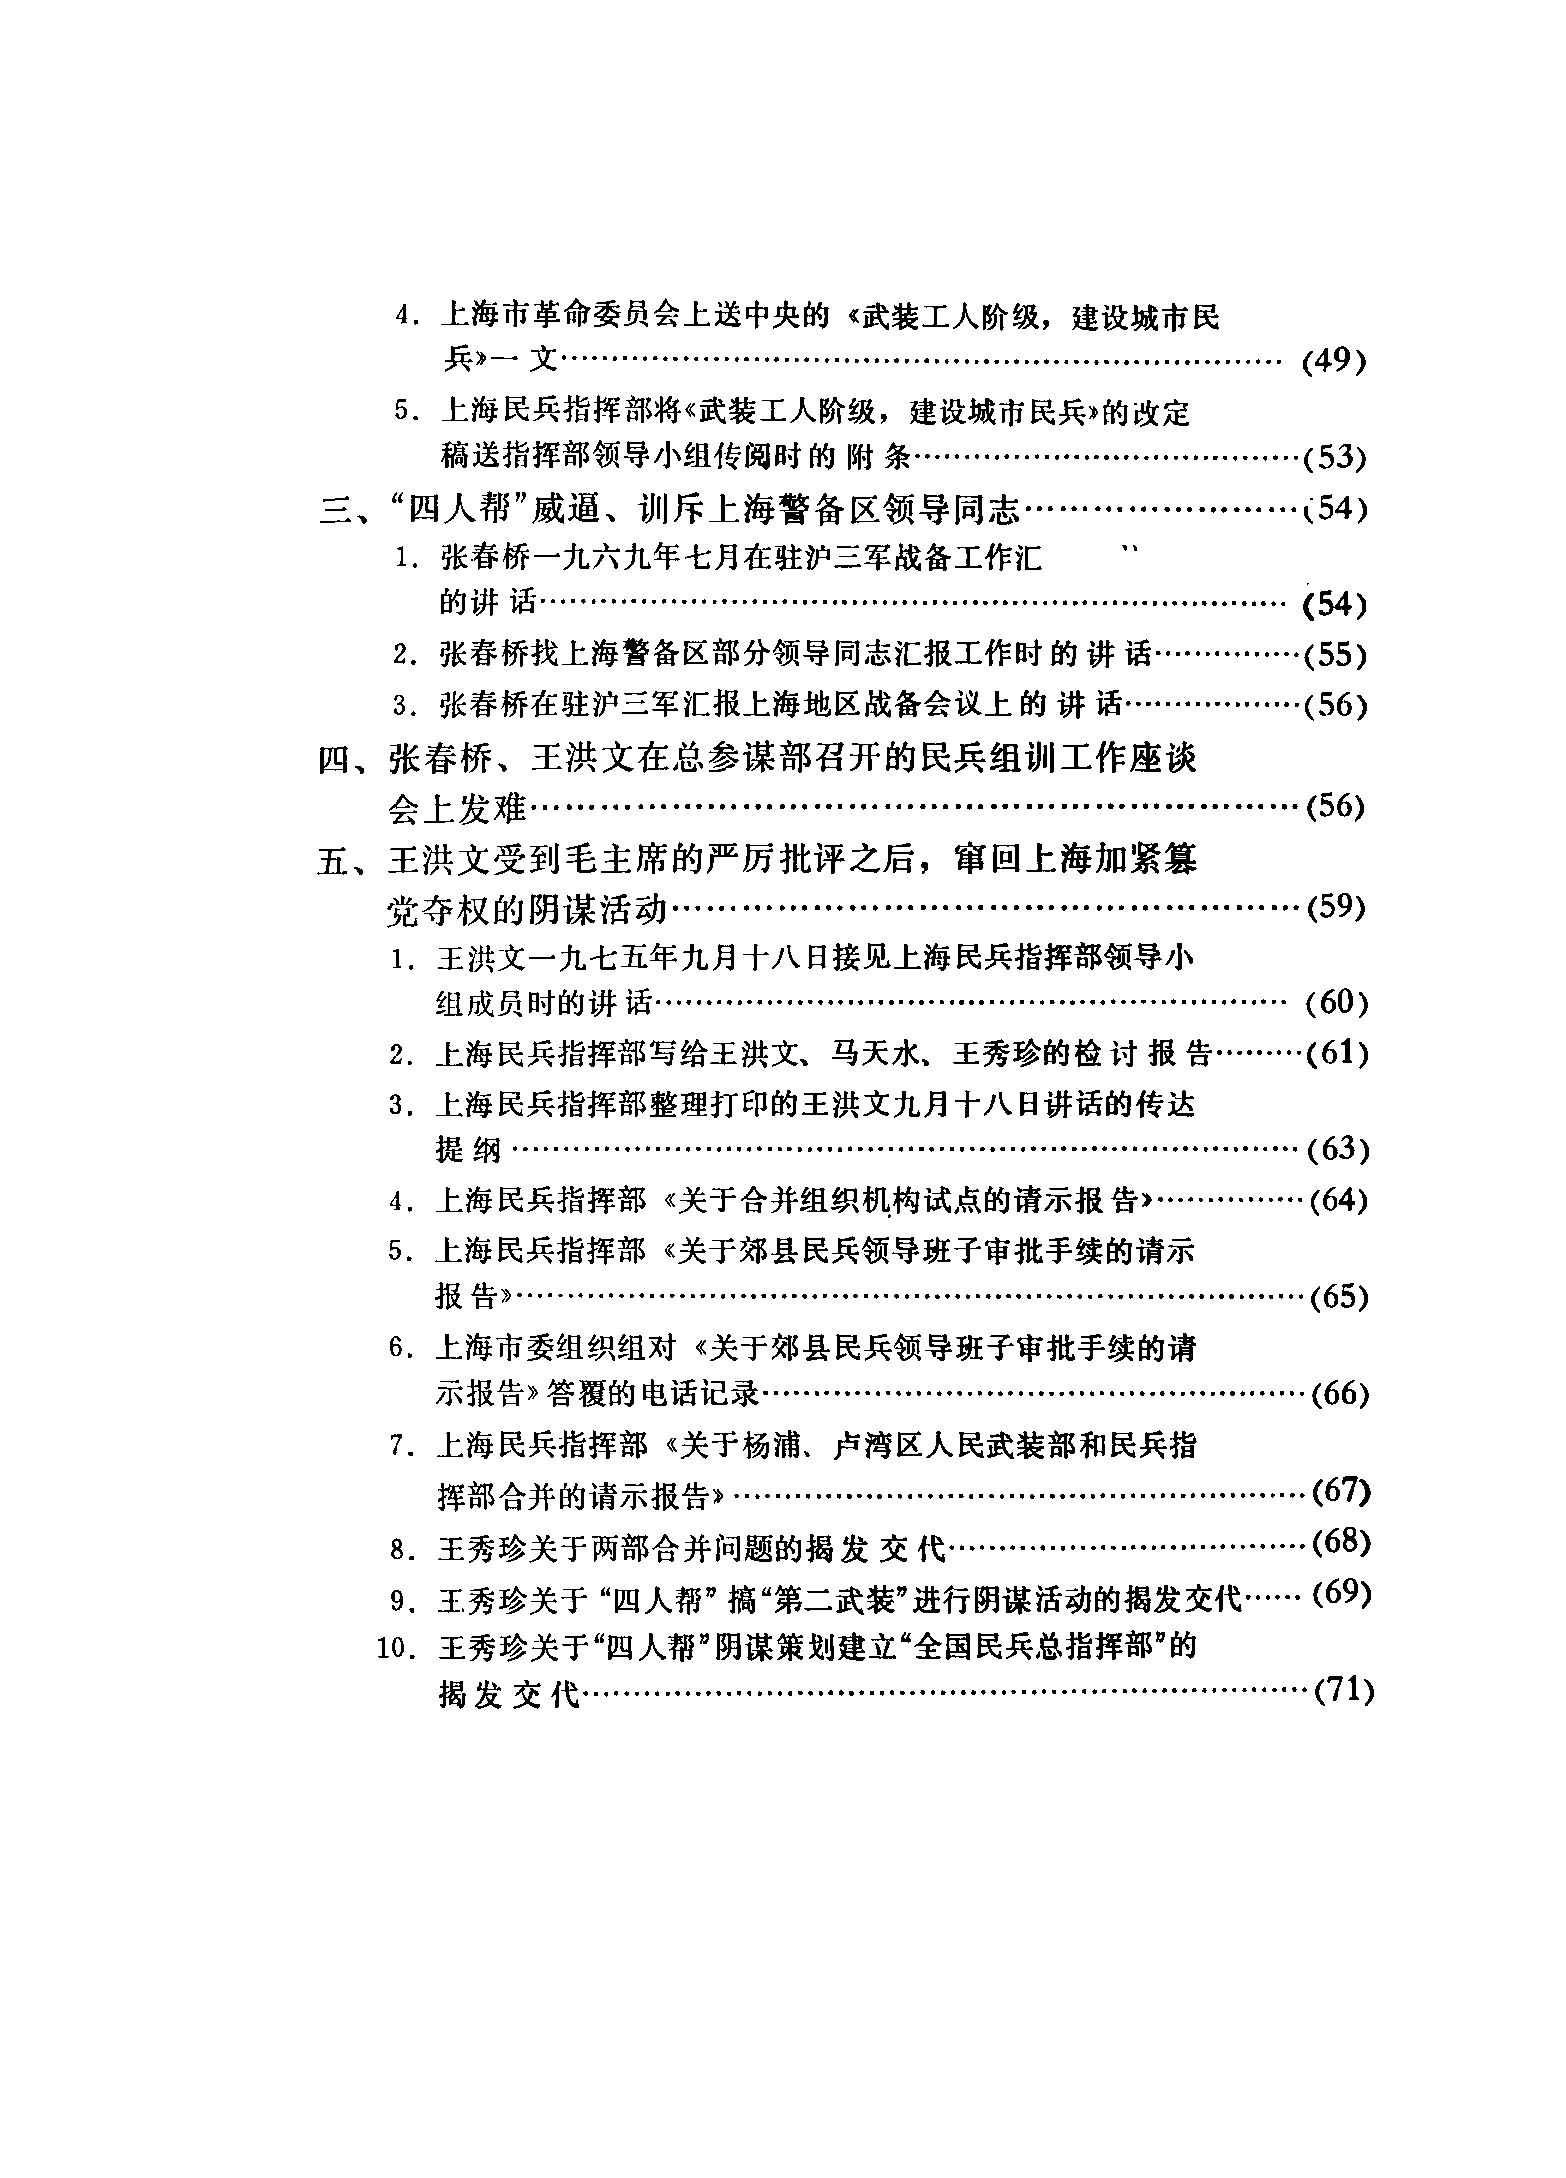 4. 上海市革命委员会上送中央的《武装工人阶级，建设城市民
兵》一文…………………………………………………………(49)
5. 上海民兵指挥部将《武装工人阶级，建设城市民兵》的改定
稿送指挥部领导小组传阅时的附条………………………………(53)
三、“四人帮”威逼、训斥上海警备区领导同志……………………(54)
1. 张春桥一九六九年七月在驻沪三军战备工作汇
的讲话……………………………………………………………(54)
2. 张春桥找上海警备区部分领导同志汇报工作时的讲话……………(55)
3. 张春桥在驻沪三军汇报上海地区战备会议上的讲话………………(56)
四、张春桥、王洪文在总参谋部召开的民兵组训工作座谈
会上发难…………………………………………………………(56)
五、王洪文受到毛主席的严厉批评之后，窜回上海加紧篡
党夺权的阴谋活动………………………………………………(59)
1. 王洪文一九七五年九月十八日接见上海民兵指挥部领导小
组成员时的讲话…………………………………………………(60)
2. 上海民兵指挥部写给王洪文、马天水、王秀珍的检讨报告………(61)
3. 上海民兵指挥部整理打印的王洪文九月十八日讲话的传达
提纲………………………………………………………………(63)
4. 上海民兵指挥部《关于合并组织机构试点的请示报告》……………(64)
5. 上海民兵指挥部《关于郊县民兵领导班子审批手续的请示
报告》……………………………………………………………(65)
6. 上海市委组织组对《关于郊县民兵领导班子审批手续的请
示报告》答覆的电话记录…………………………………………(66)
7. 上海民兵指挥部《关于杨浦、卢湾区人民武装部和民兵指
挥部合并的请示报告》……………………………………………(67)
8. 王秀珍关于两部合并问题的揭发交代………………………………(68)
9. 王秀珍关于“四人帮”搞“第二武装”进行阴谋活动的揭发交代……(69)
10. 王秀珍关于“四人帮”阴谋策划建立“全国民兵总指挥部”的
揭发交代…………………………………………………………(71)